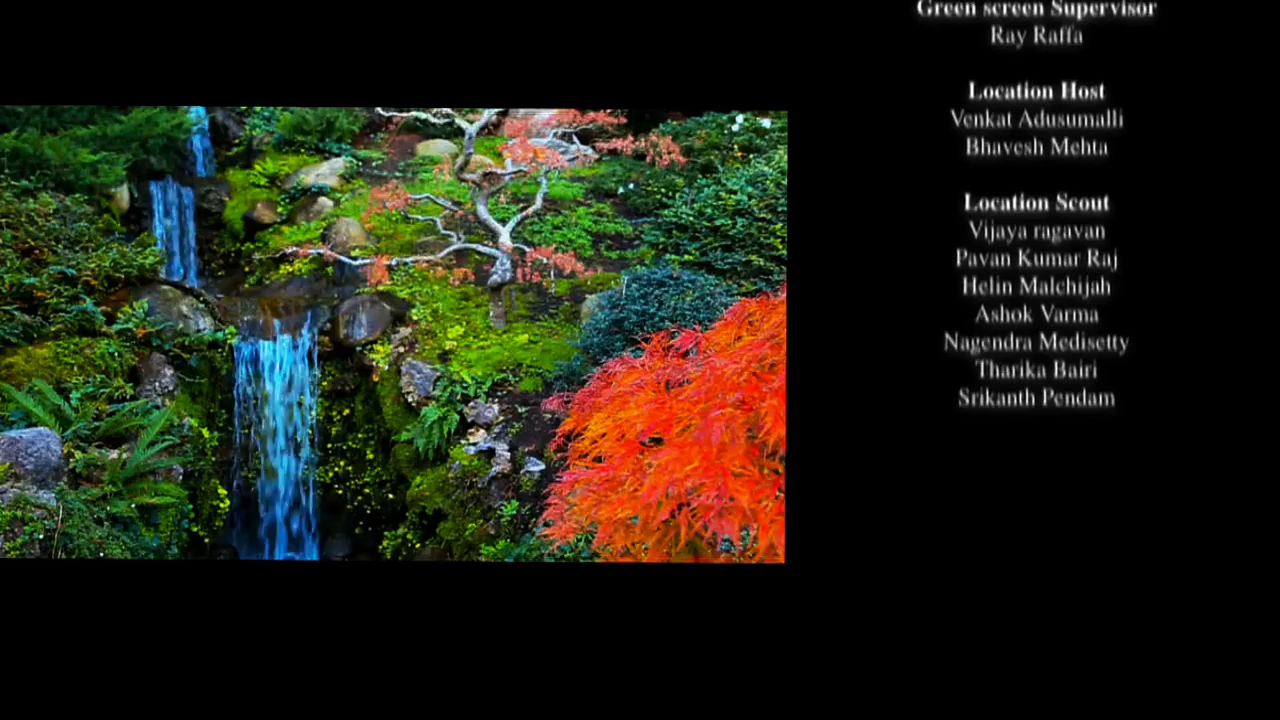 Green screen Supervisor
Ray Raffa
Location Host
Venkat Adusumalli
Bhavesh Mehta
Location Scout
Vijaya ragavan
Pavan Kumar Raj
Helin Malchijah
Ashok Varma
Nagendra Medisetty
Tharika Bairi
Srikanth Pendam